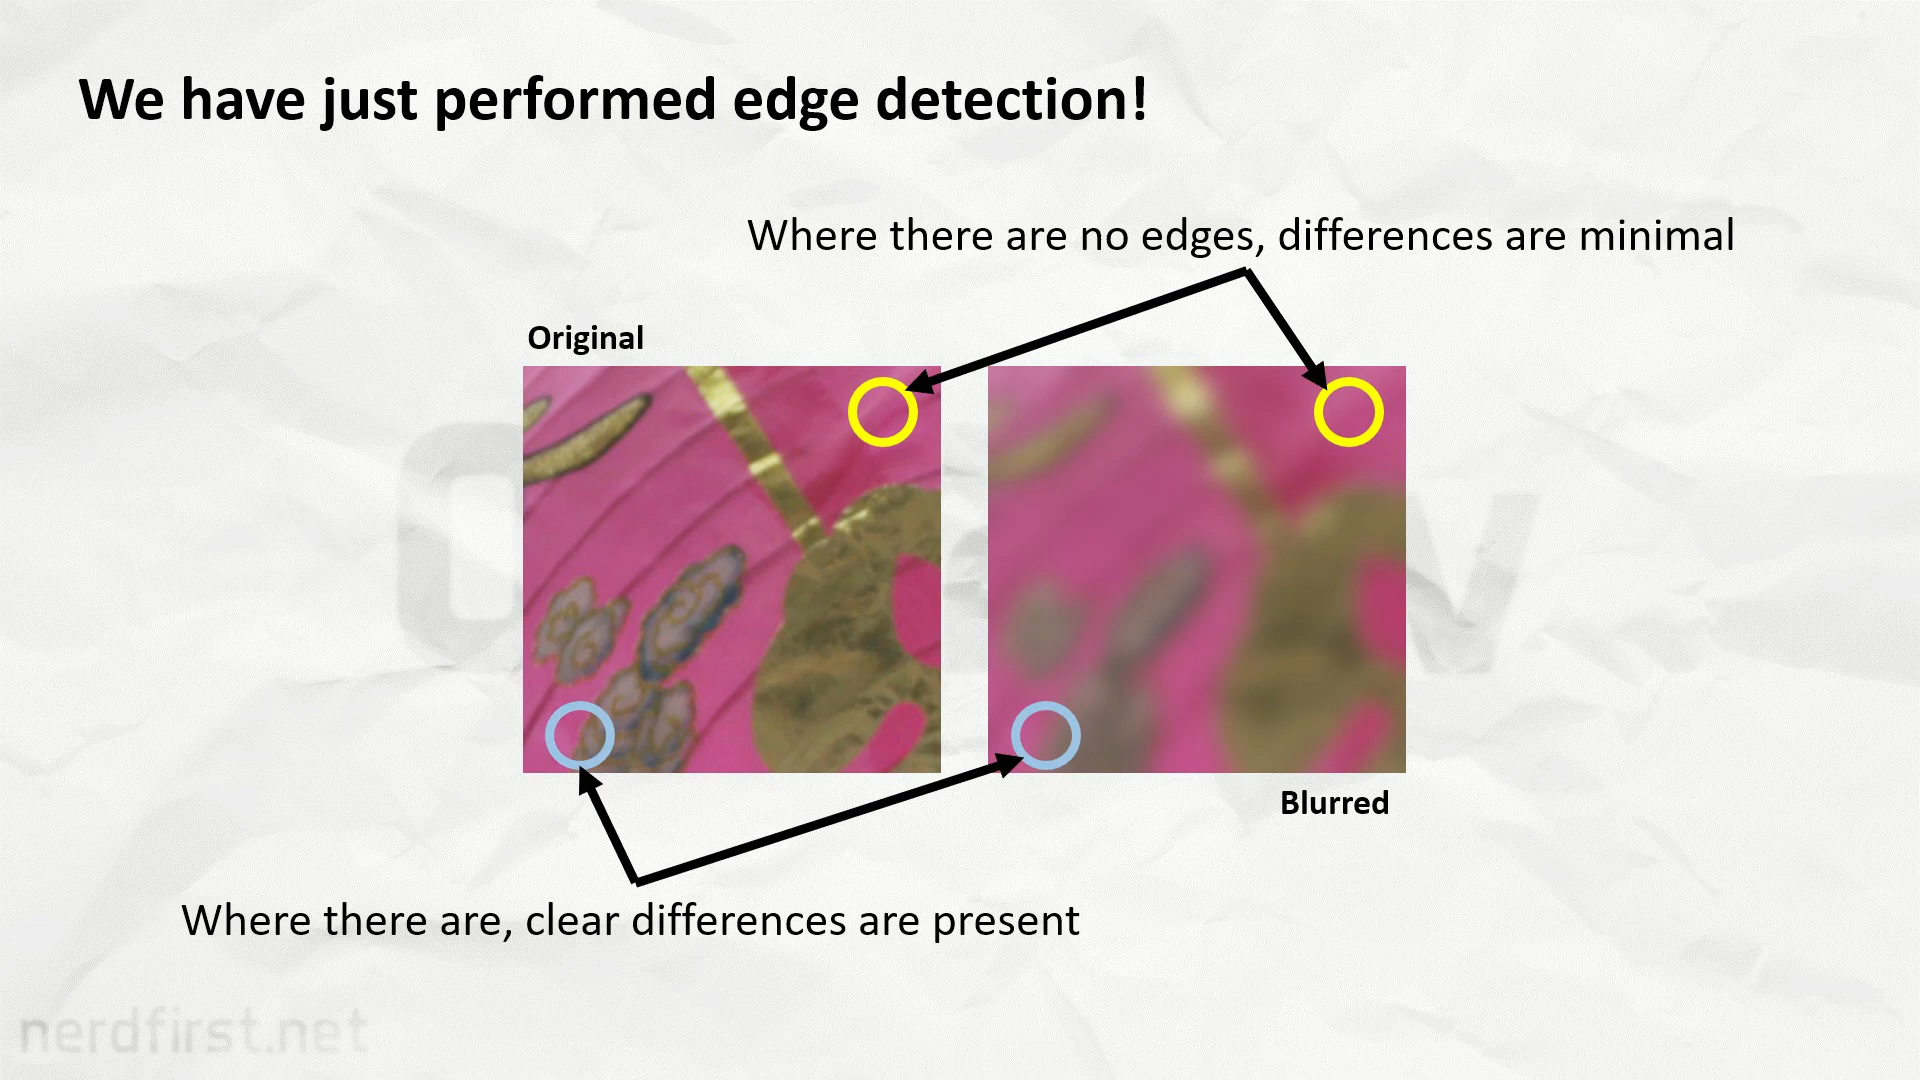 We have just performed edge detection!
Where there are no edges, differences are minimal
Original
Blurred
Where there are, clear differences are present
nerdfirst.net